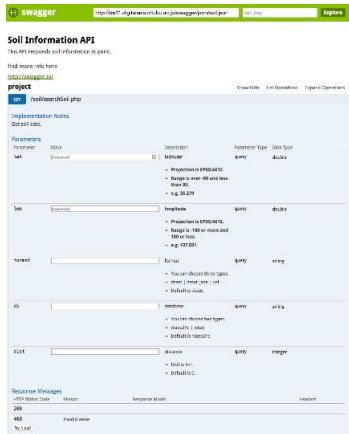 swagger
api_key
Explore
Soil Information API
This API responds soil information at point.
find more info here
http://swagger.io/
project
Show/Hide List Operations Expand Operations
GET /soil/searchSoil.php
Implementation Notes
Get soil data.
Parameters
Parameter Value Description Parameter Type Data Type
lat (required) latitude query double
Projection is EPSG:4612.
Range is over -90 and less
than 90.
e.g. 35.279
lon (required) longitude query double
Projection is EPSG:4612.
Range is -180 or more and
180 or less.
e.g. 137.021
format format query string
You can choose three types.
Default is
db database query string
You can choose two types.
Default is
dist distance query integer
Unit is
Default is 0.
Response Messages
HTTP Status Code Reason Response Model Headers
Invalid value
Try it out!